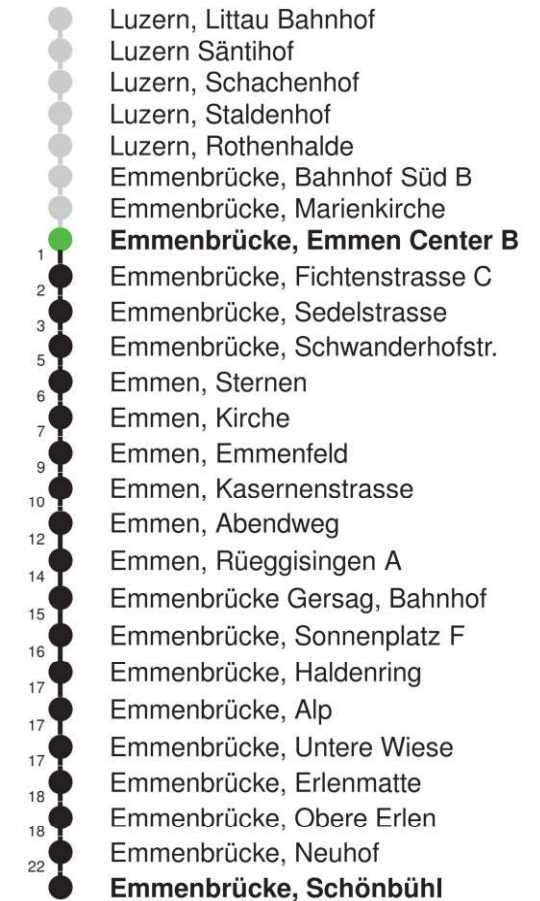 Luzern, Littau Bahnhof
Luzern Säntihof
Luzern, Schachenhof
Luzern, Staldenhof
Luzern, Rothenhalde
Emmenbrücke, Bahnhof Süd B
Emmenbrücke, Marienkirche
Emmenbrücke, Emmen Center B
1
Emmenbrücke, Fichtenstrasse C
2
Emmenbrücke, Sedelstrasse
3
Emmenbrücke, Schwanderhofstr.
5
Emmen, Sternen
6
Emmen, Kirche
7
Emmen, Emmenfeld
9
Emmen, Kasernenstrasse
10
Emmen, Abendweg
12
Emmen, Rüeggisingen A
14
Emmenbrücke Gersag, Bahnhof
15
Emmenbrücke, Sonnenplatz F
16
Emmenbrücke, Haldenring
17
Emmenbrücke, Alp
17
Emmenbrücke, Untere Wiese
17
Emmenbrücke, Erlenmatte
18
Emmenbrücke, Obere Erlen
18
Emmenbrücke, Neuhof
22
Emmenbrücke, Schönbühl